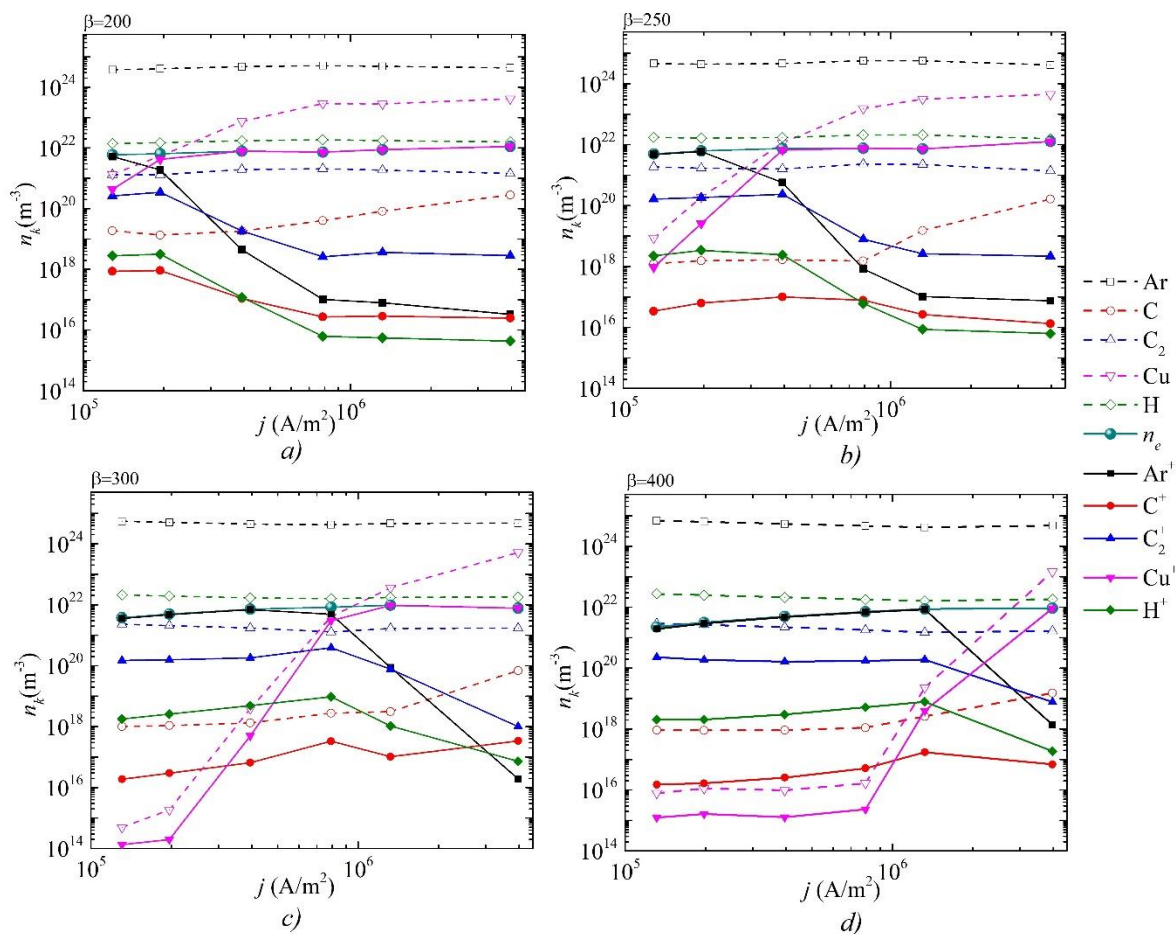 β=200
10^24
10^22
10^20
10^18
10^16
10^14
n_k(m^-3)
10^5
10^6
j (A/m^2)
a)
β=250
10^24
10^22
10^20
10^18
10^16
10^14
n_k(m^-3)
10^5
10^6
j (A/m^2)
b)
Ar
C
C_2
Cu
H
n_e
Ar^+
C^+
C_2^+
Cu^+
H^+
β=300
10^24
10^22
10^20
10^18
10^16
10^14
n_k(m^-3)
10^5
10^6
j (A/m^2)
c)
β=400
10^24
10^22
10^20
10^18
10^16
10^14
n_k(m^-3)
10^5
10^6
j (A/m^2)
d)